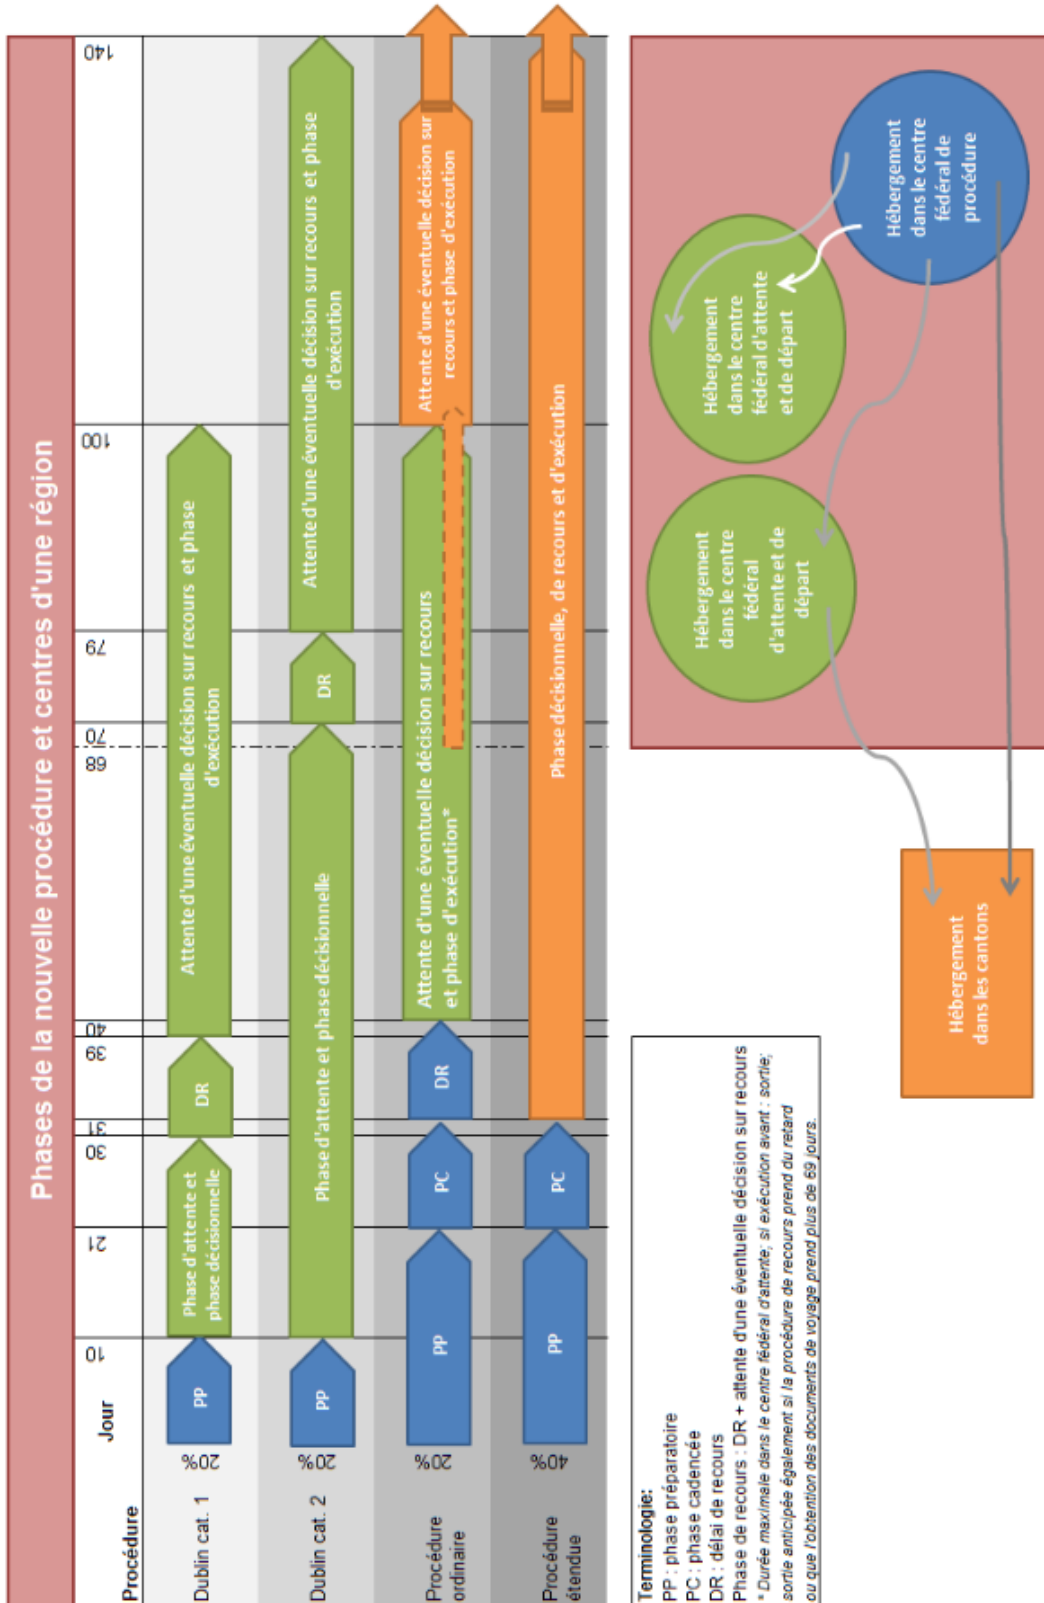 Phases de la nouvelle procédure et centres d'une région
Procédure
Jour
10
21
30
31
39
40
68
70
79
100
140
Dublin cat. 1
20%
PP
Phase d'attente et
phase décisionnelle
DR
Attente d'une éventuelle décision sur recours et phase
d'exécution
Dublin cat. 2
20%
PP
Phase d'attente et phase décisionnelle
DR
Attente d'une éventuelle décision sur recours et phase
d'exécution
Procédure
ordinaire
20%
PP
PC
DR
Attente d'une éventuelle décision sur recours
et phase d'exécution*
Attente d'une éventuelle décision sur
recours et phase d'exécution
Procédure
étendue
40%
PP
PC
Phase décisionnelle, de recours et d'exécution
Terminologie:
PP : phase préparatoire
PC : phase cadencée
DR : délai de recours
Phase de recours : DR + attente d'une éventuelle décision sur recours
* Durée maximale dans le centre fédéral d'attente; si exécution avant : sortie;
sortie anticipée également si la procédure de recours prend du retard
ou que l'obtention des documents de voyage prend plus de 69 jours.
Hébergement
dans les cantons
Hébergement
dans le centre
fédéral
d'attente et de
départ
Hébergement
dans le centre
fédéral d'attente
et de départ
Hébergement
dans le centre
fédéral de
procédure